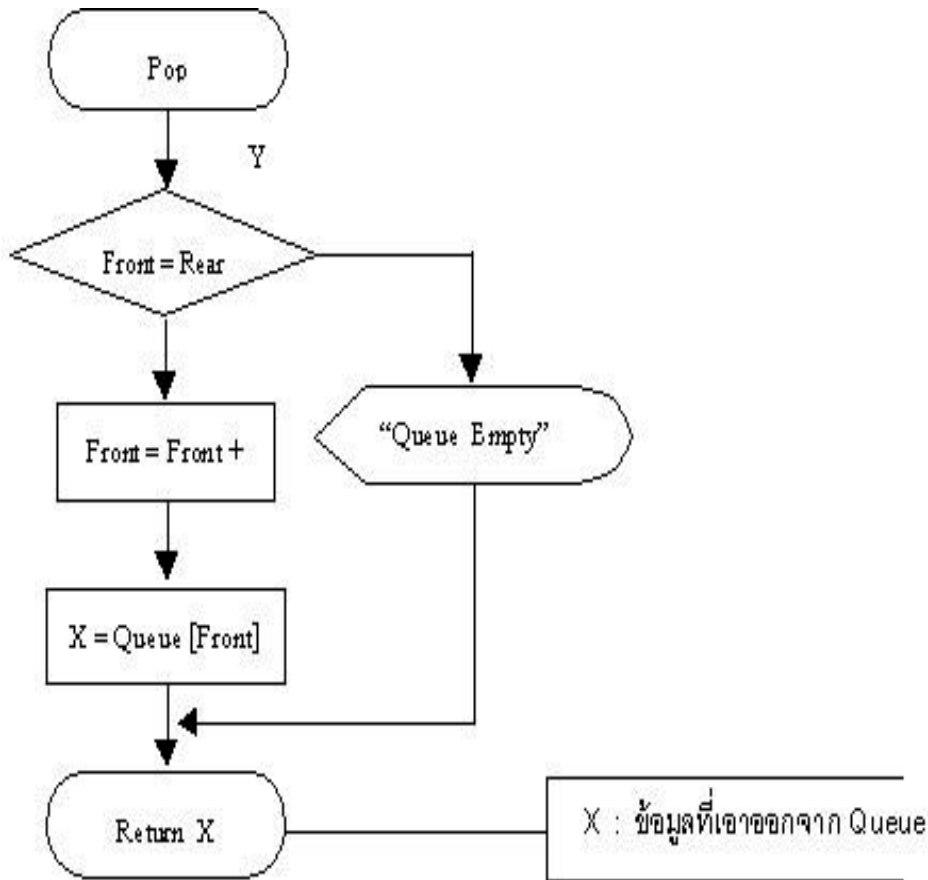 Pop
Y
Front = Rear
Front = Front +
"Queue Empty"
X = Queue [Front]
Return X
X : ข้อมูลที่เอาออกจาก Queue